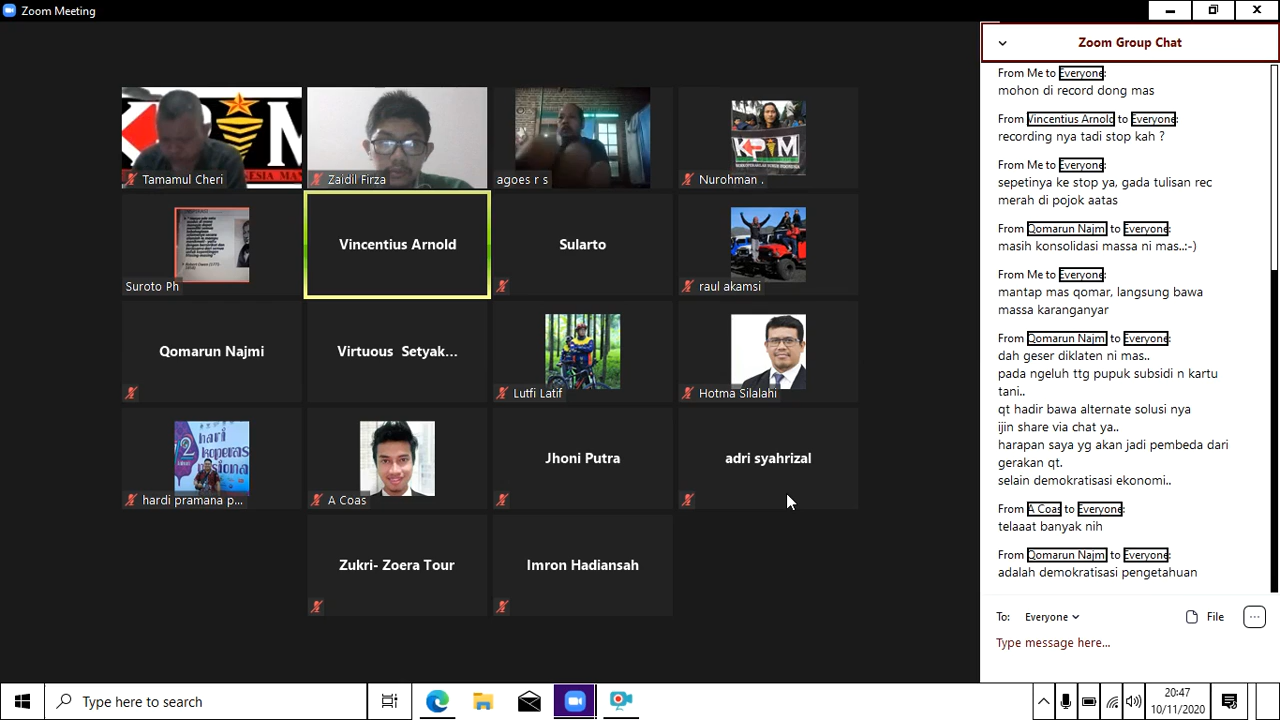 Zoom Meeting
Zoom Group Chat
From Me to Everyone:
mohon di record dong mas
From Vincentius Arnold to Everyone:
recording nya tadi stop kah ?
From Me to Everyone:
sepetinya ke stop ya, gada tulisan rec
merah di pojok aatas
From Qomarun Najmi to Everyone:
masih konsolidasi massa ni mas..:-)
From Me to Everyone:
mantap mas qomar, langsung bawa
massa karanganyar
From Qomarun Najmi to Everyone:
dah geser diklaten ni mas..
pada ngeluh ttg pupuk subsidi n kartu
tani..
qt hadir bawa alternate solusi nya
ijin share via chat ya..
harapan saya yg akan jadi pembeda dari
gerakan qt.
selain demokratisasi ekonomi..
From A Coas to Everyone:
telaaat banyak nih
From Qomarun Najmi to Everyone:
adalah demokratisasi pengetahuan
To: Everyone
File
Type message here...
Tamamul Cheri
Zaidil Firza
agoes r s
KPIM
Nurohman .
Suroto Ph
Vincentius Arnold
Sularto
raul akamsi
Qomarun Najmi
Virtuous Setyak...
Lutfi Latif
Hotma Silalahi
hari
koperasi
hardi pramana p...
A Coas
Jhoni Putra
adri syahrizal
Zukri- Zoera Tour
Imron Hadiansah
Type here to search
20:47
10/11/2020